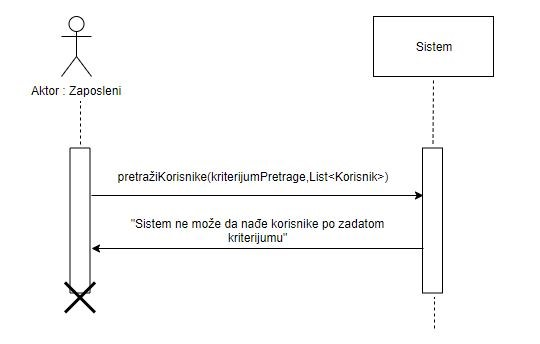 Sistem
Aktor : Zaposleni
pretražiKorisnike(kriterijumPretrage,List<Korisnik>)
"Sistem ne može da nađe korisnike po zadatom
kriterijumu"